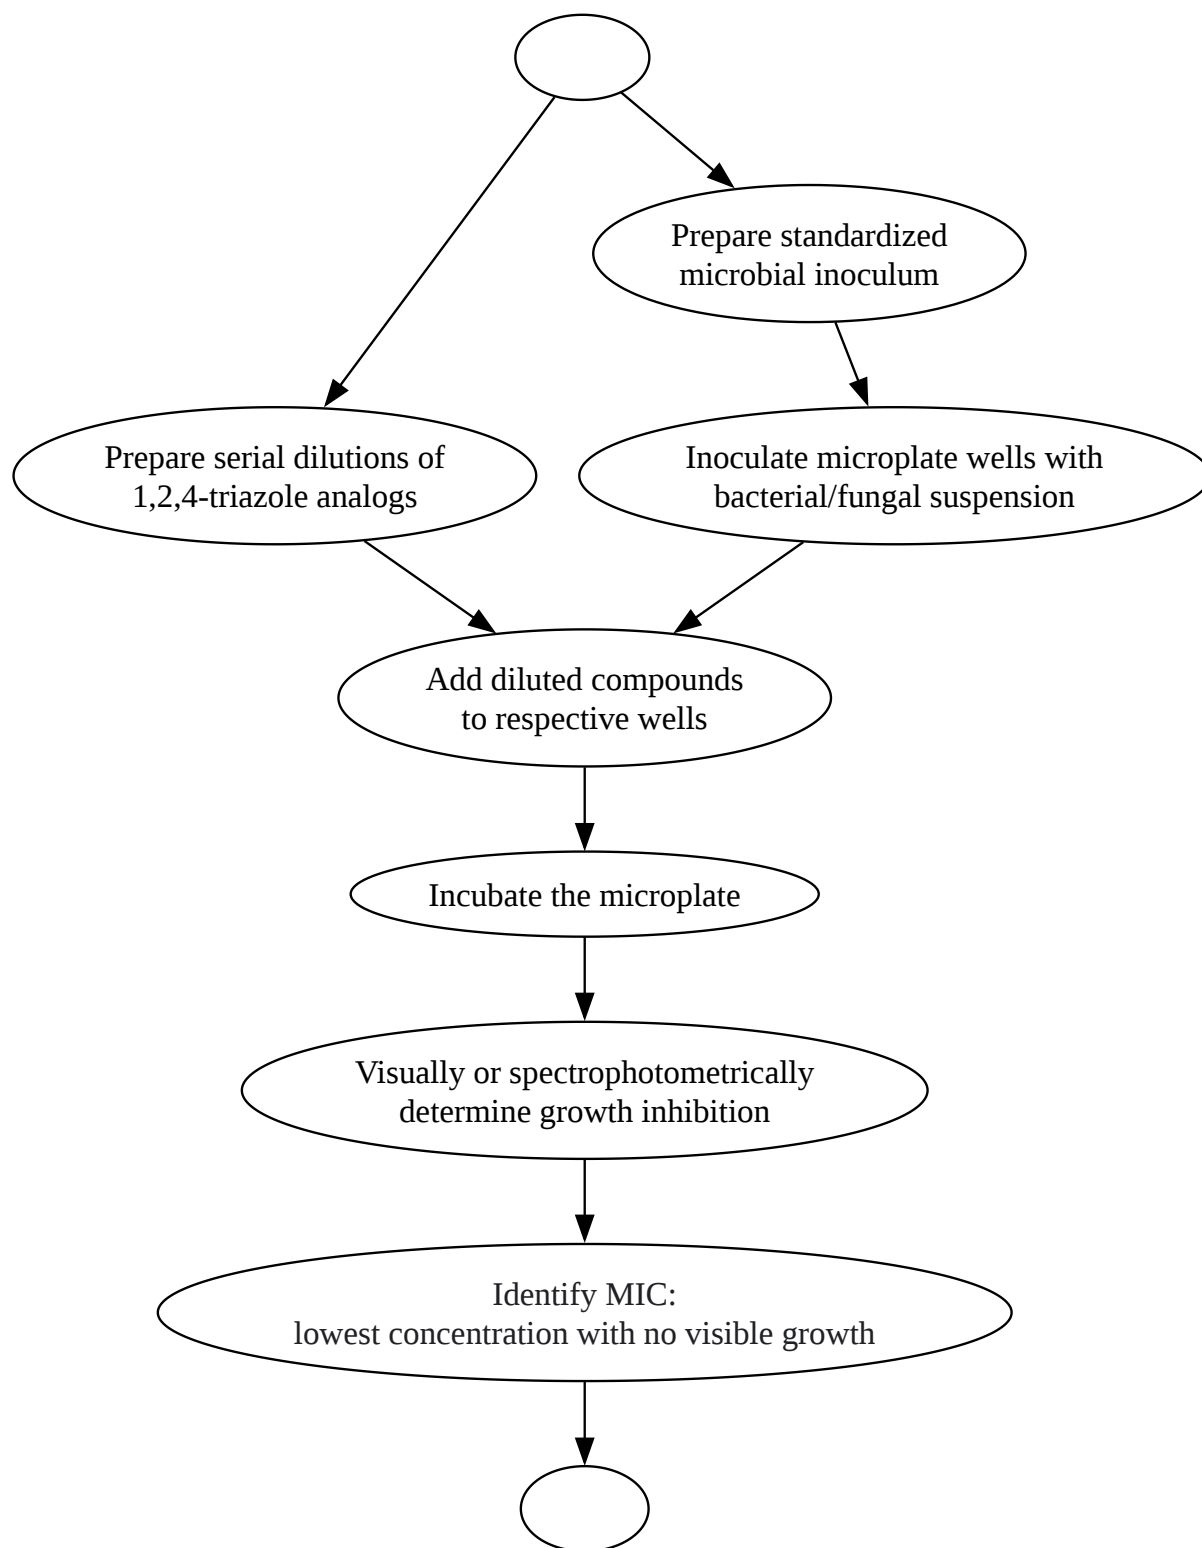 Prepare standardized
microbial inoculum
Prepare serial dilutions of
1,2,4-triazole analogs
Inoculate microplate wells with
bacterial/fungal suspension
Add diluted compounds
to respective wells
Incubate the microplate
Visually or spectrophotometrically
determine growth inhibition
Identify MIC:
lowest concentration with no visible growth